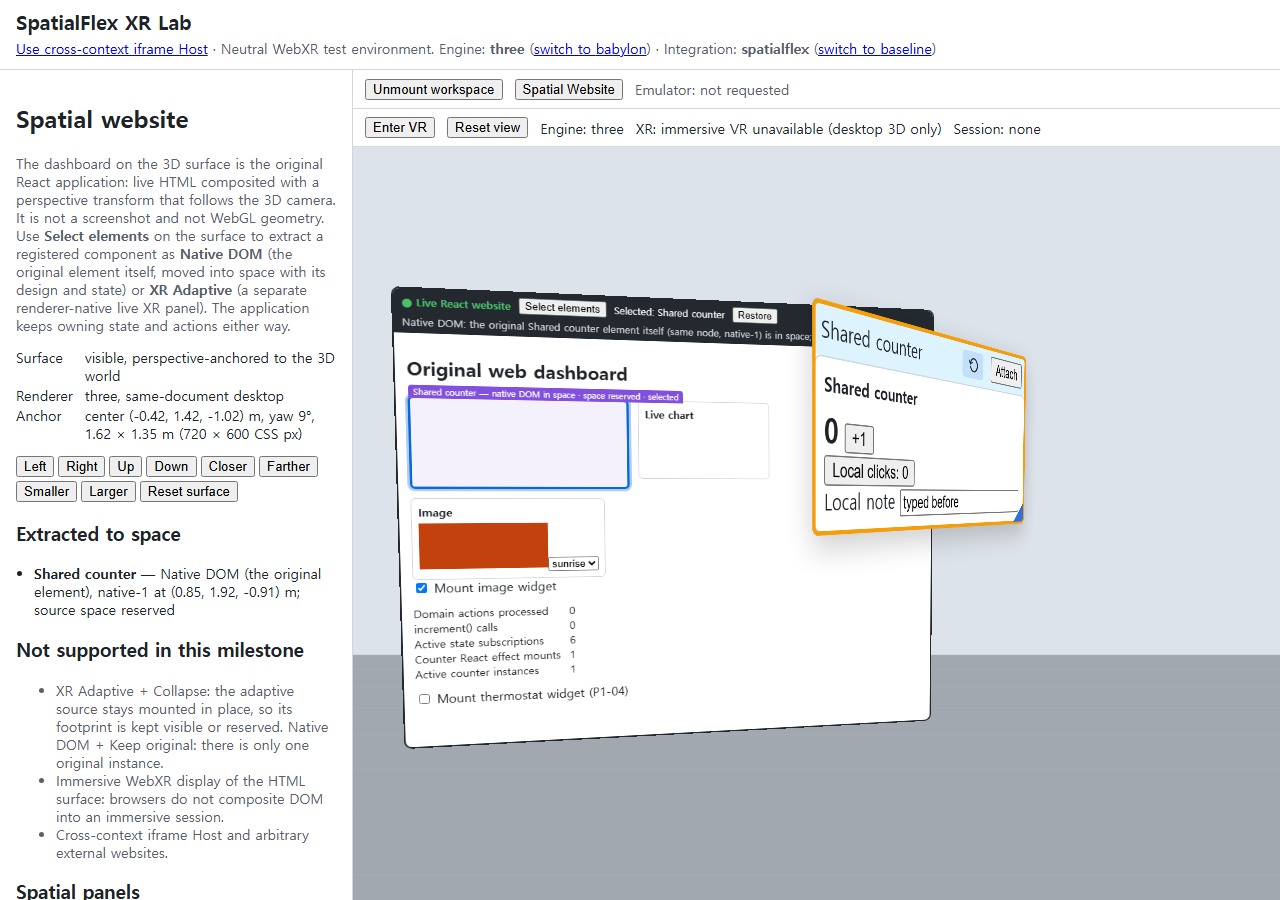 SpatialFlex XR Lab
Use cross-context iframe Host · Neutral WebXR test environment. Engine: three (switch to babylon) · Integration: spatialflex (switch to baseline)
Spatial website
The dashboard on the 3D surface is the original
React application: live HTML composited with a
perspective transform that follows the 3D camera.
It is not a screenshot and not WebGL geometry.
Use Select elements on the surface to extract a
registered component as Native DOM (the
original element itself, moved into space with its
design and state) or XR Adaptive (a separate
renderer-native live XR panel). The application
keeps owning state and actions either way.
Surface visible, perspective-anchored to the 3D
world
Renderer three, same-document desktop
Anchor center (-0.42, 1.42, -1.02) m, yaw 9°,
1.62 × 1.35 m (720 × 600 CSS px)
Left Right Up Down Closer Farther
Smaller Larger Reset surface
Extracted to space
• Shared counter — Native DOM (the original
element), native-1 at (0.85, 1.92, -0.91) m;
source space reserved
Not supported in this milestone
• XR Adaptive + Collapse: the adaptive
source stays mounted in place, so its
footprint is kept visible or reserved. Native
DOM + Keep original: there is only one
original instance.
• Immersive WebXR display of the HTML
surface: browsers do not composite DOM
into an immersive session.
• Cross-context iframe Host and arbitrary
external websites.
Spatial panels
Unmount workspace Spatial Website Emulator: not requested
Enter VR Reset view Engine: three XR: immersive VR unavailable (desktop 3D only) Session: none
Live React website Select elements Selected: Shared counter Restore
Native DOM: the original Shared counter element itself (same node, native-1) is in space;
Original web dashboard
Shared counter — native DOM in space · space reserved · selected
Live chart
Image
sunrise
Mount image widget
Domain actions processed 0
increment() calls 0
Active state subscriptions 6
Counter React effect mounts 1
Active counter instances 1
Mount thermostat widget (P1-04)
Shared counter
Attach
Shared counter
0 +1
Local clicks: 0
Local note typed before